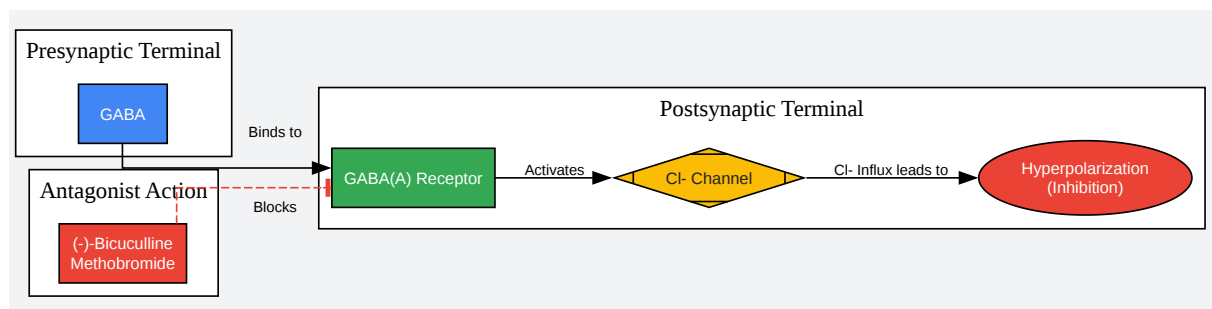 Presynaptic Terminal
GABA
Binds to
Antagonist Action
(-)-Bicuculline
Methobromide
Blocks
Postsynaptic Terminal
GABA(A) Receptor
Activates
Cl- Channel
Cl- Influx leads to
Hyperpolarization
(Inhibition)